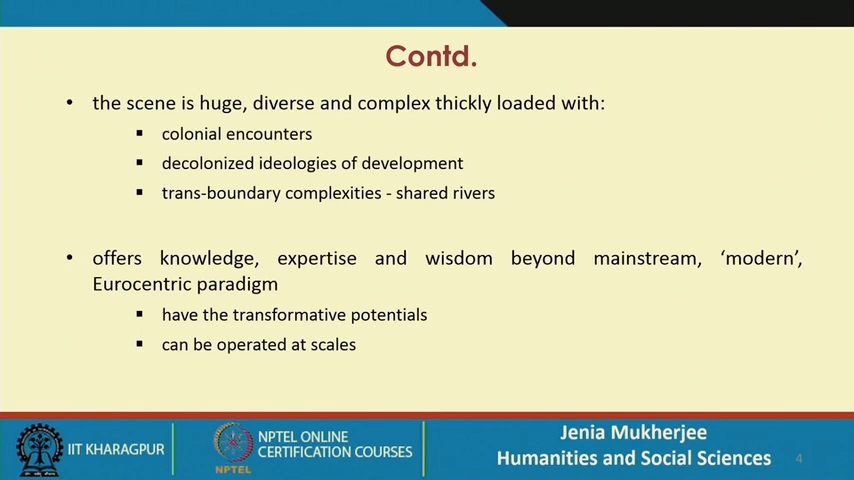 Contd.
• the scene is huge, diverse and complex thickly loaded with:
▪ colonial encounters
▪ decolonized ideologies of development
▪ trans-boundary complexities - shared rivers
• offers knowledge, expertise and wisdom beyond mainstream, ‘modern’,
Eurocentric paradigm
▪ have the transformative potentials
▪ can be operated at scales
IIT KHARAGPUR
NPTEL
NPTEL ONLINE
CERTIFICATION COURSES
Jenia Mukherjee
Humanities and Social Sciences
4